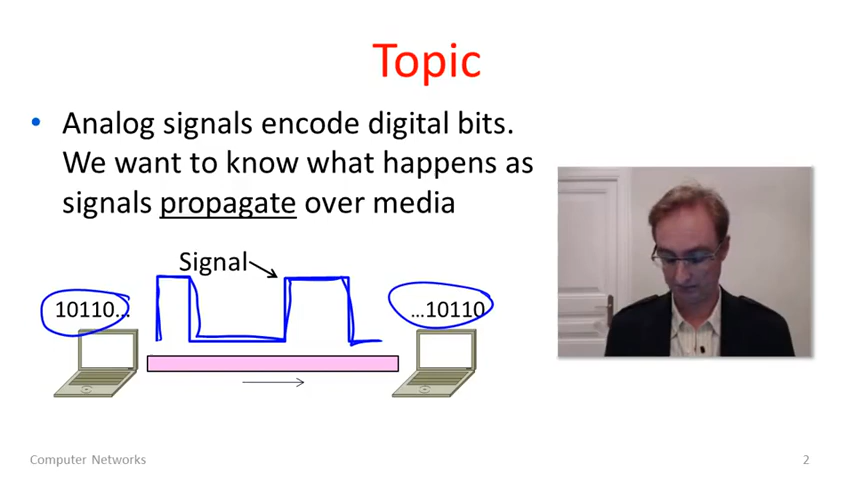 Topic
• Analog signals encode digital bits.
We want to know what happens as
signals propagate over media
Signal
10110...
...10110
Computer Networks
2